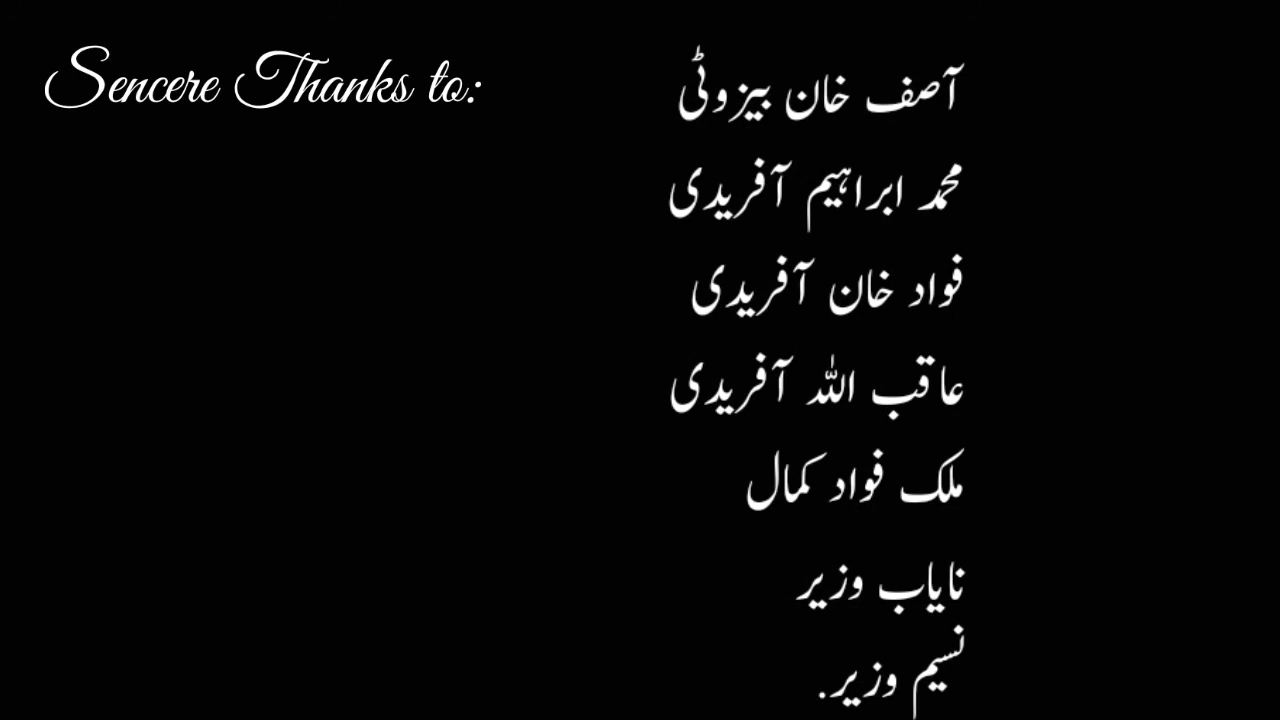 Sencere Thanks to:
آصف خان بیزوٹی
محمد ابراہیم آفریدی
فواد خان آفریدی
عاقب اللہ آفریدی
ملک فواد کمال
نایاب وزیر
نسیم وزیر.